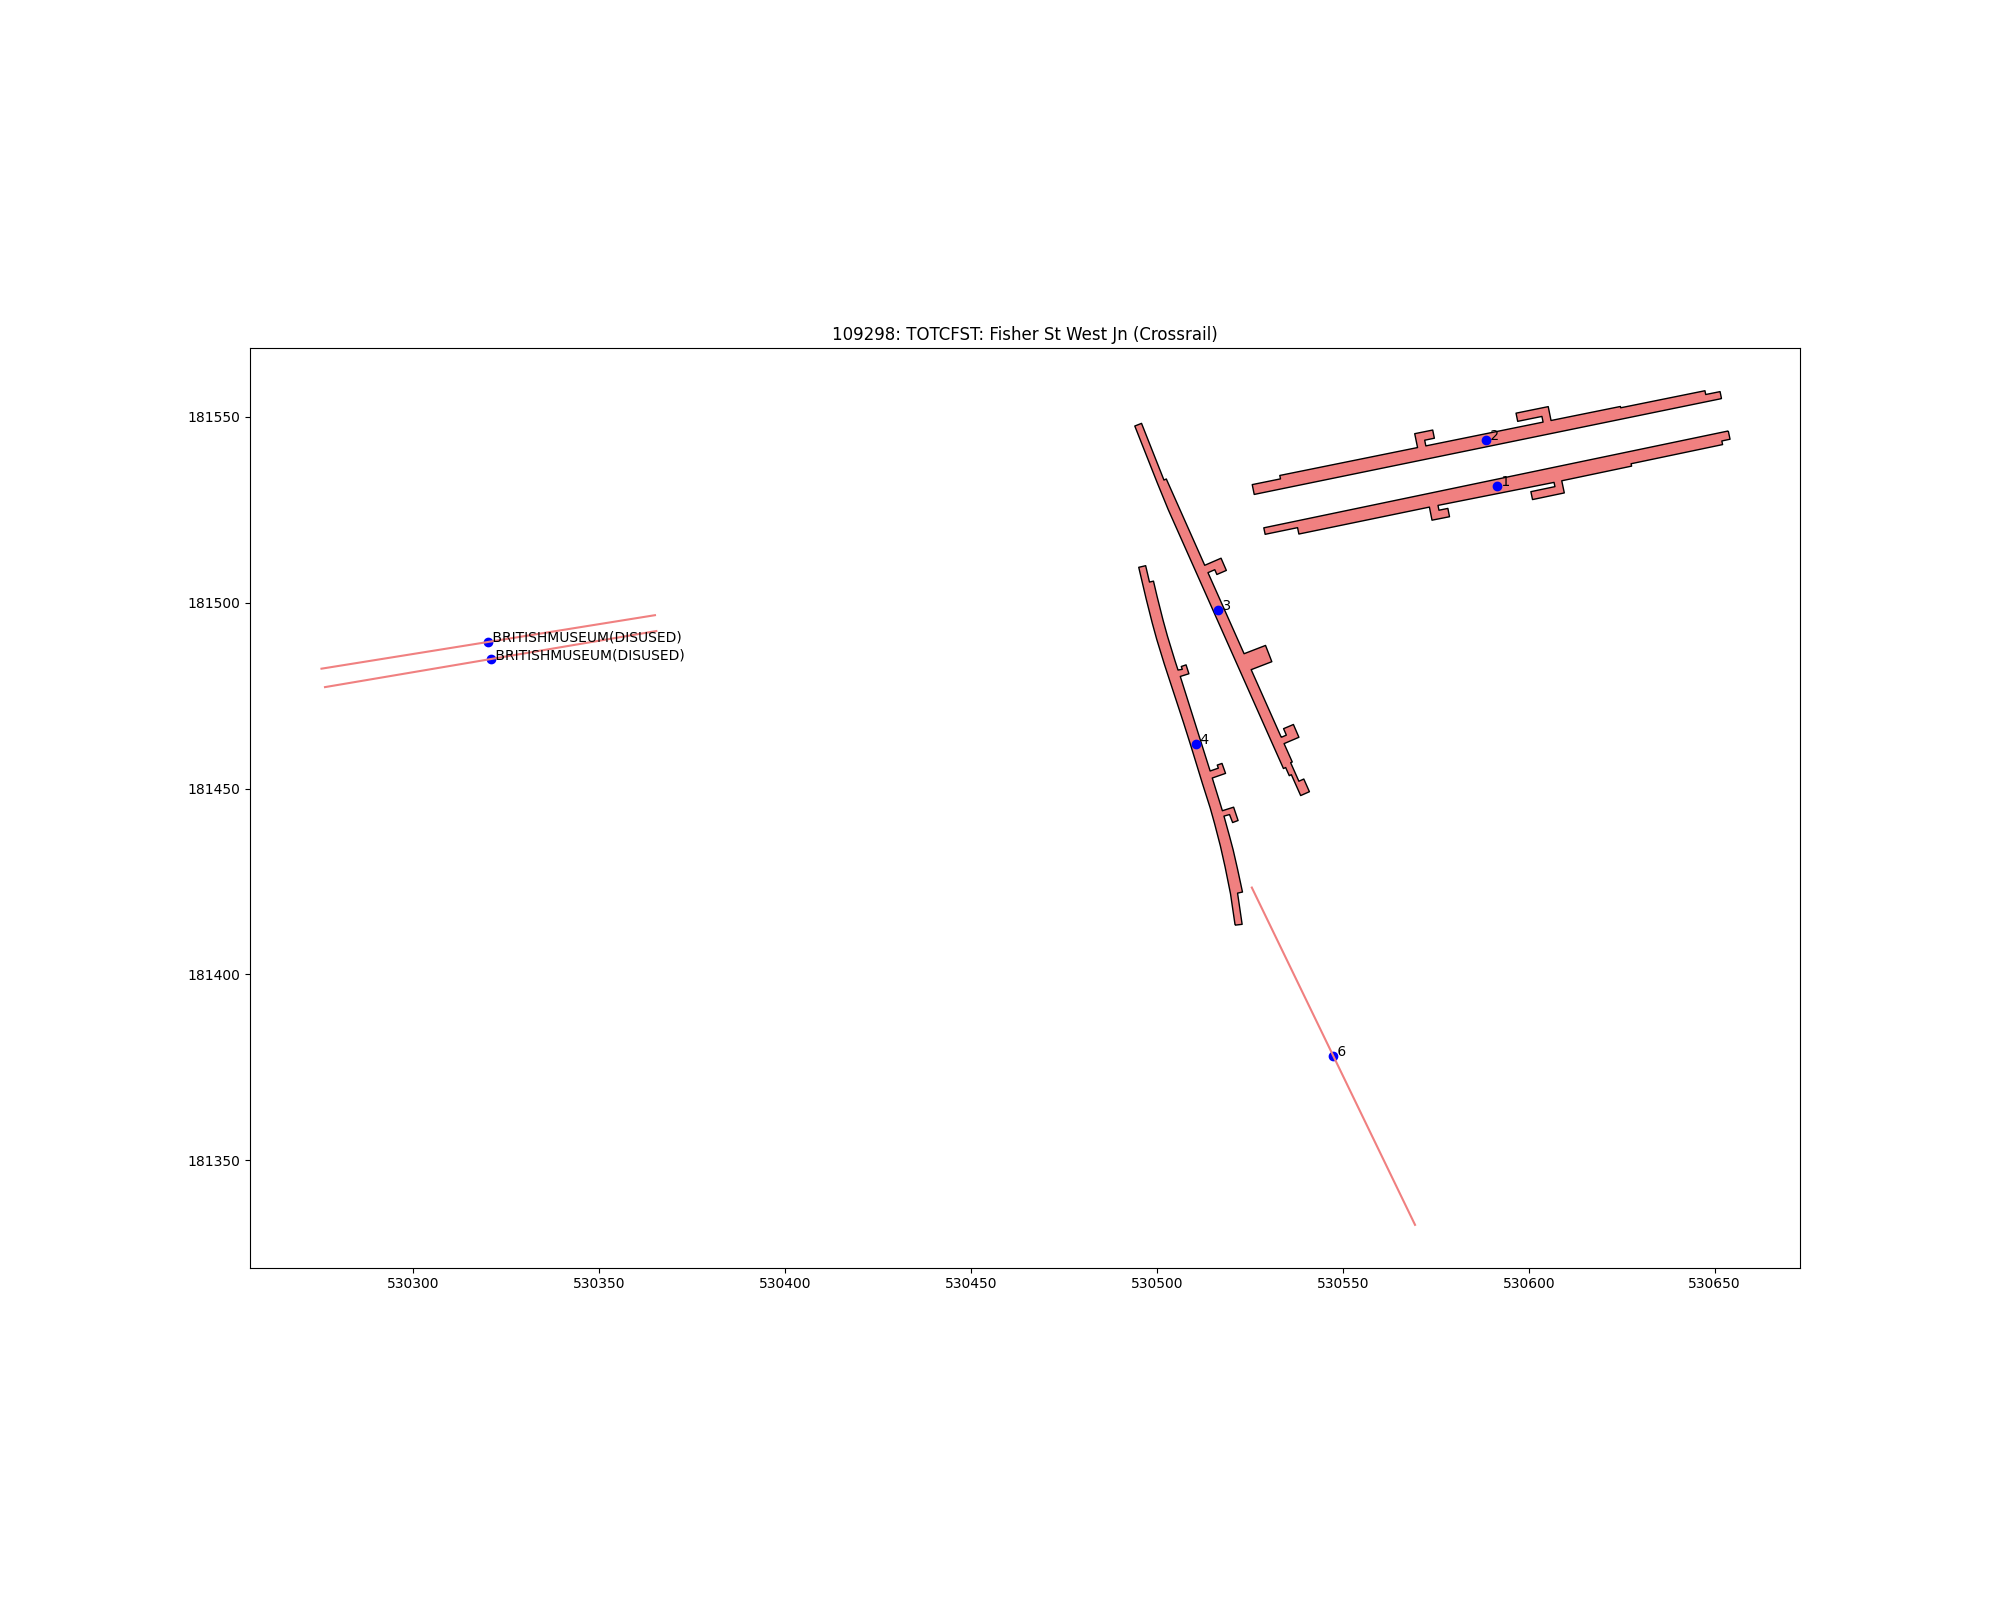 109298: TOTCFST: Fisher St West Jn (Crossrail)
181550
181500
181450
181400
181350
2
1
3
BRITISHMUSEUM(DISUSED)
BRITISHMUSEUM(DISUSED)
4
6
530300 530350 530400 530450 530500 530550 530600 530650